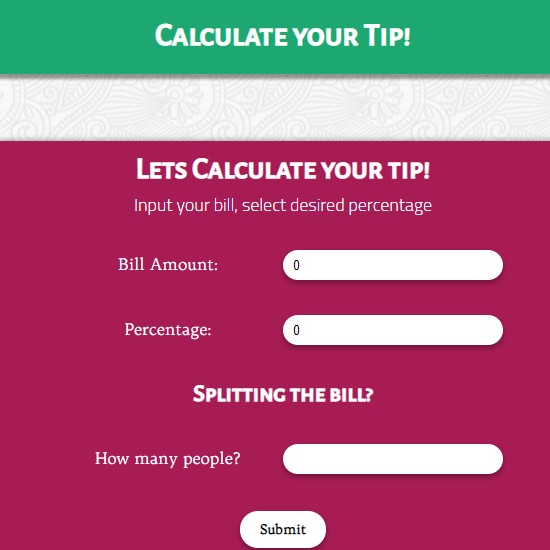 Calculate your Tip!
Lets Calculate your tip!
Input your bill, select desired percentage
Bill Amount: 0
Percentage: 0
Splitting the bill?
How many people?
Submit